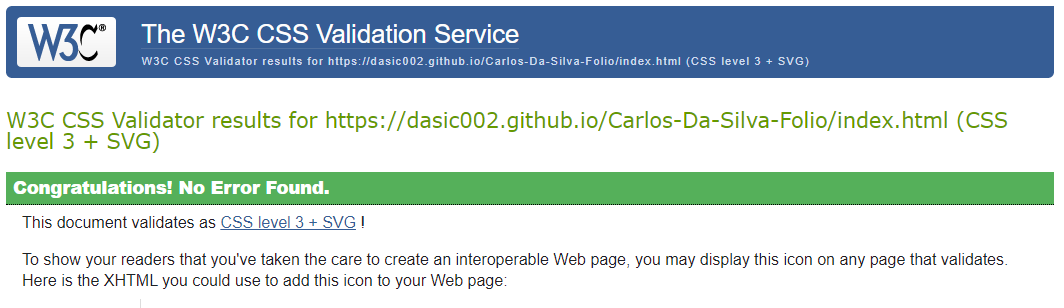 W3C®
The W3C CSS Validation Service
W3C CSS Validator results for https://dasic002.github.io/Carlos-Da-Silva-Folio/index.html (CSS level 3 + SVG)
W3C CSS Validator results for https://dasic002.github.io/Carlos-Da-Silva-Folio/index.html (CSS
level 3 + SVG)
Congratulations! No Error Found.
This document validates as CSS level 3 + SVG !
To show your readers that you've taken the care to create an interoperable Web page, you may display this icon on any page that validates.
Here is the XHTML you could use to add this icon to your Web page: